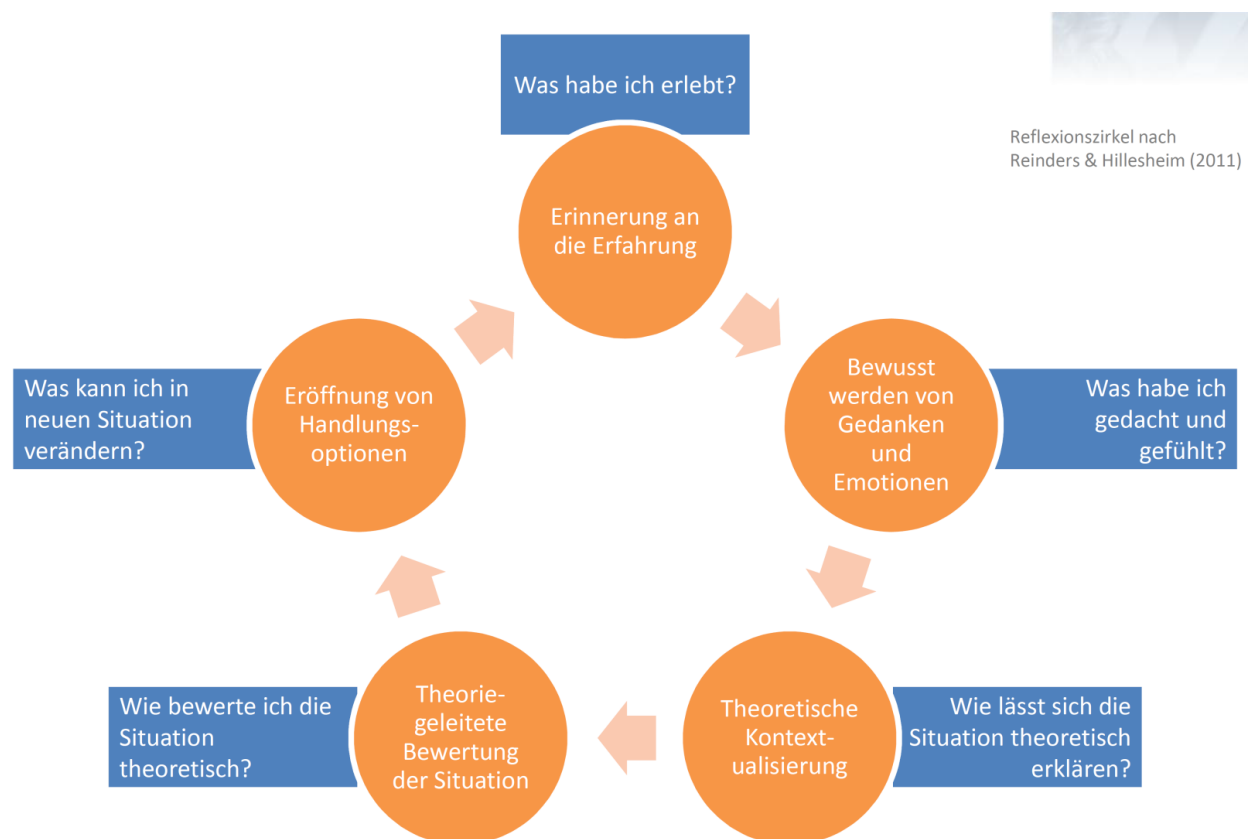 Was habe ich erlebt?
Reflexionszirkel nach
Reinders & Hillesheim (2011)
Erinnerung an
die Erfahrung
Bewusst
werden von
Gedanken
und
Emotionen
Was habe ich
gedacht und
gefühlt?
Theoretische
Kontext-
ualisierung
Wie lässt sich die
Situation theoretisch
erklären?
Theorie-
geleitete
Bewertung
der Situation
Wie bewerte ich die
Situation
theoretisch?
Eröffnung von
Handlungs-
optionen
Was kann ich in
neuen Situation
verändern?